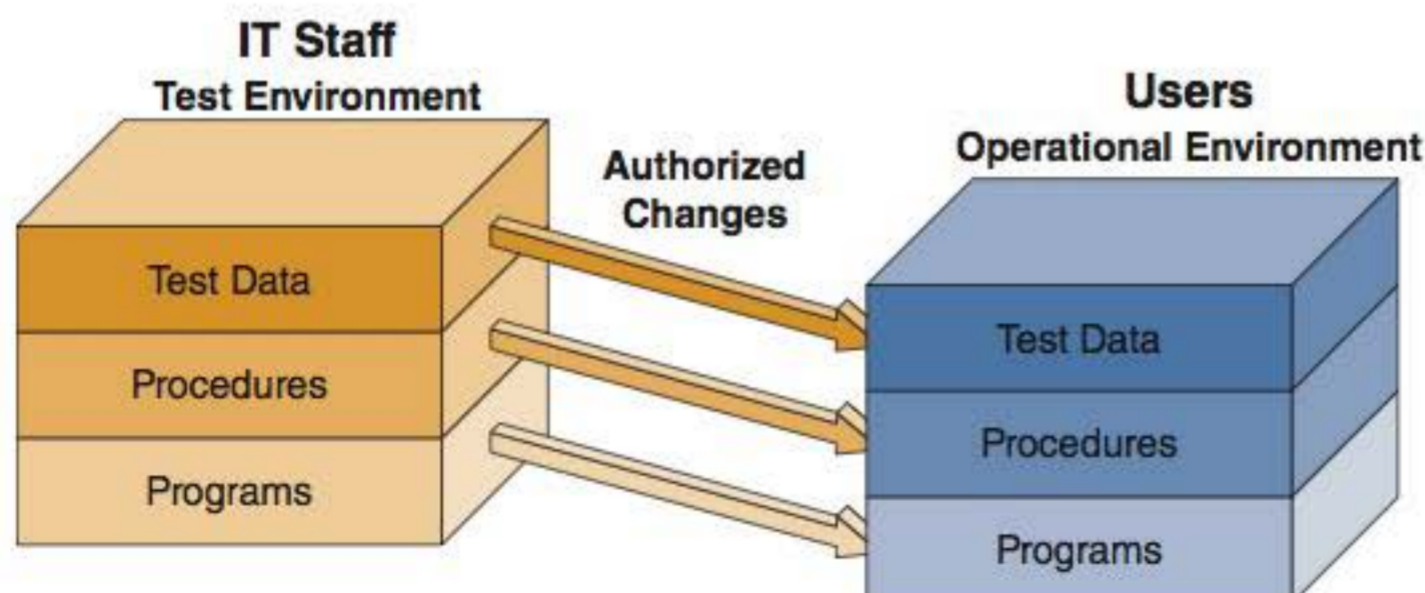 IT Staff
Test Environment
Users
Operational Environment
Authorized
Changes
Test Data
Procedures
Programs
Test Data
Procedures
Programs